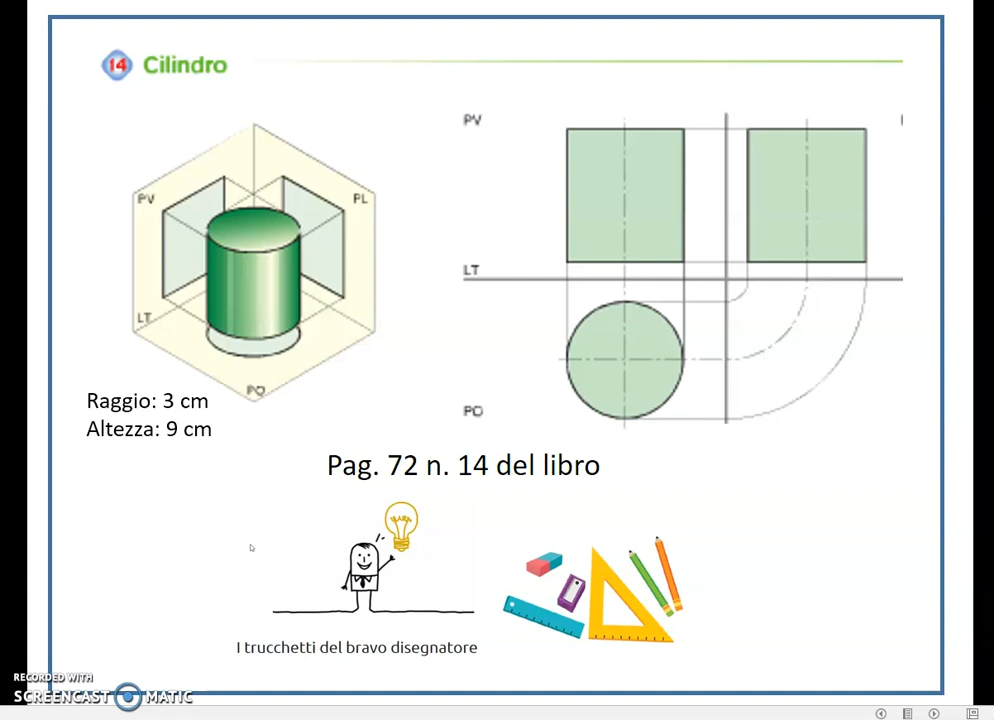 14 Cilindro
PV
PL
LT
PO
PV
LT
PO
Raggio: 3 cm
Altezza: 9 cm
Pag. 72 n. 14 del libro
I trucchetti del bravo disegnatore
RECORDED WITH
SCREENCAST MATIC